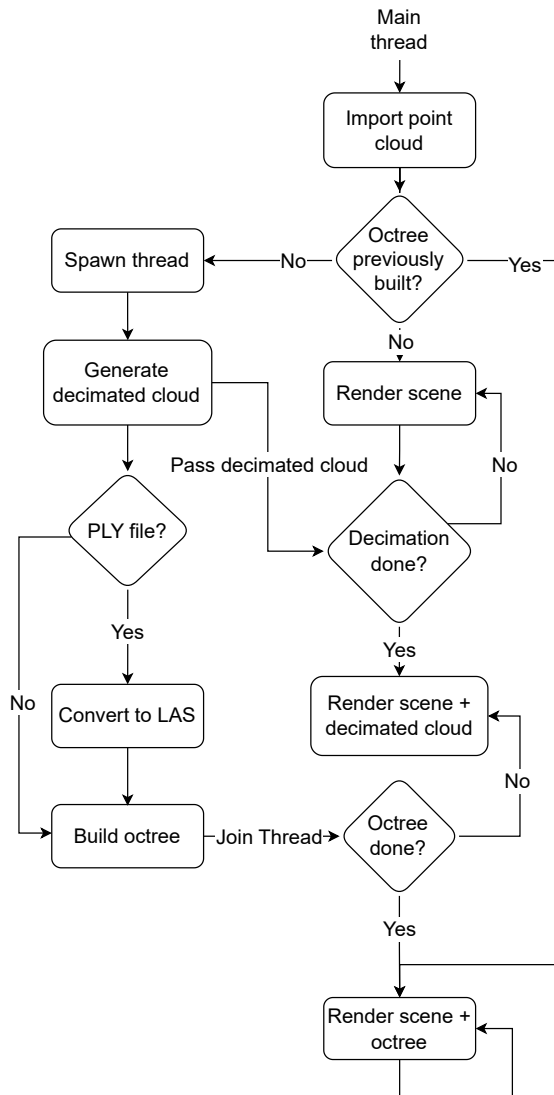 Main
thread
Import point
cloud
Octree
previously
built?
Spawn thread
No
Yes
No
Generate
decimated cloud
Render scene
Pass decimated cloud
No
PLY file?
Decimation
done?
Yes
Yes
No
Convert to LAS
Render scene +
decimated cloud
No
Build octree
Join Thread
Octree
done?
Yes
Render scene +
octree